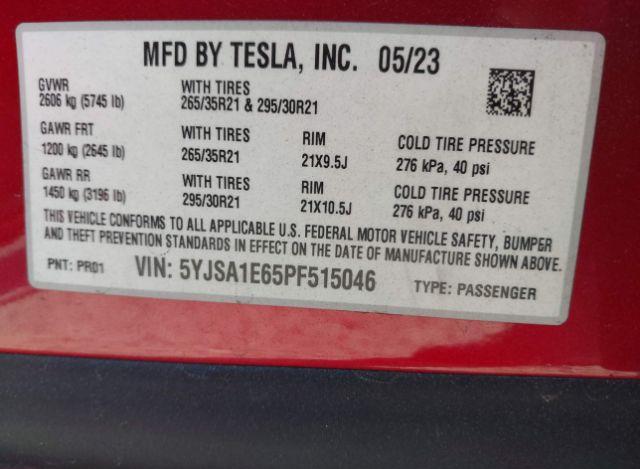 MFD BY TESLA, INC. 05/23
GVWR
2606 kg (5745 lb)
WITH TIRES
265/35R21 & 295/30R21
GAWR FRT
1200 kg (2645 lb)
WITH TIRES
265/35R21
RIM
21X9.5J
COLD TIRE PRESSURE
276 kPa, 40 psi
GAWR RR
1450 kg (3196 lb)
WITH TIRES
295/30R21
RIM
21X10.5J
COLD TIRE PRESSURE
276 kPa, 40 psi
THIS VEHICLE CONFORMS TO ALL APPLICABLE U.S. FEDERAL MOTOR VEHICLE SAFETY, BUMPER
AND THEFT PREVENTION STANDARDS IN EFFECT ON THE DATE OF MANUFACTURE SHOWN ABOVE.
PNT: PR01 VIN: 5YJSA1E65PF515046 TYPE: PASSENGER